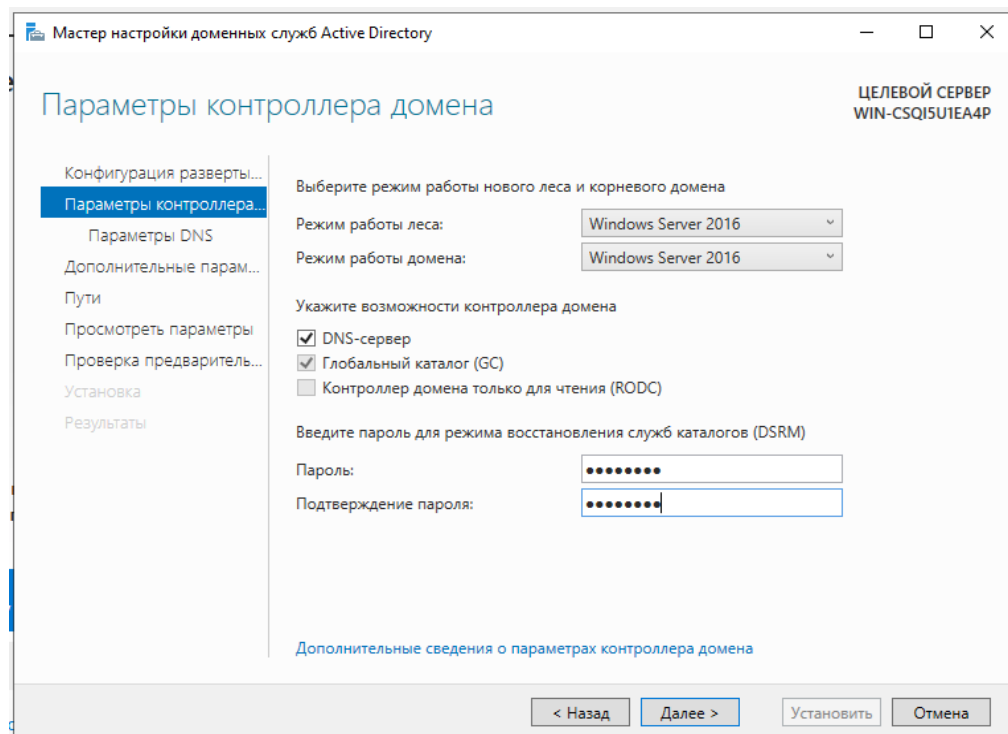 Мастер настройки доменных служб Active Directory
Параметры контроллера домена
ЦЕЛЕВОЙ СЕРВЕР
WIN-CSQI5U1EA4P
Конфигурация разверты...
Параметры контроллера...
Параметры DNS
Дополнительные парам...
Пути
Просмотреть параметры
Проверка предваритель...
Установка
Результаты
Выберите режим работы нового леса и корневого домена
Режим работы леса: Windows Server 2016
Режим работы домена: Windows Server 2016
Укажите возможности контроллера домена
DNS-сервер
Глобальный каталог (GC)
Контроллер домена только для чтения (RODC)
Введите пароль для режима восстановления служб каталогов (DSRM)
Пароль: ●●●●●●●●
Подтверждение пароля: ●●●●●●●●
Дополнительные сведения о параметрах контроллера домена
< Назад Далее > Установить Отмена